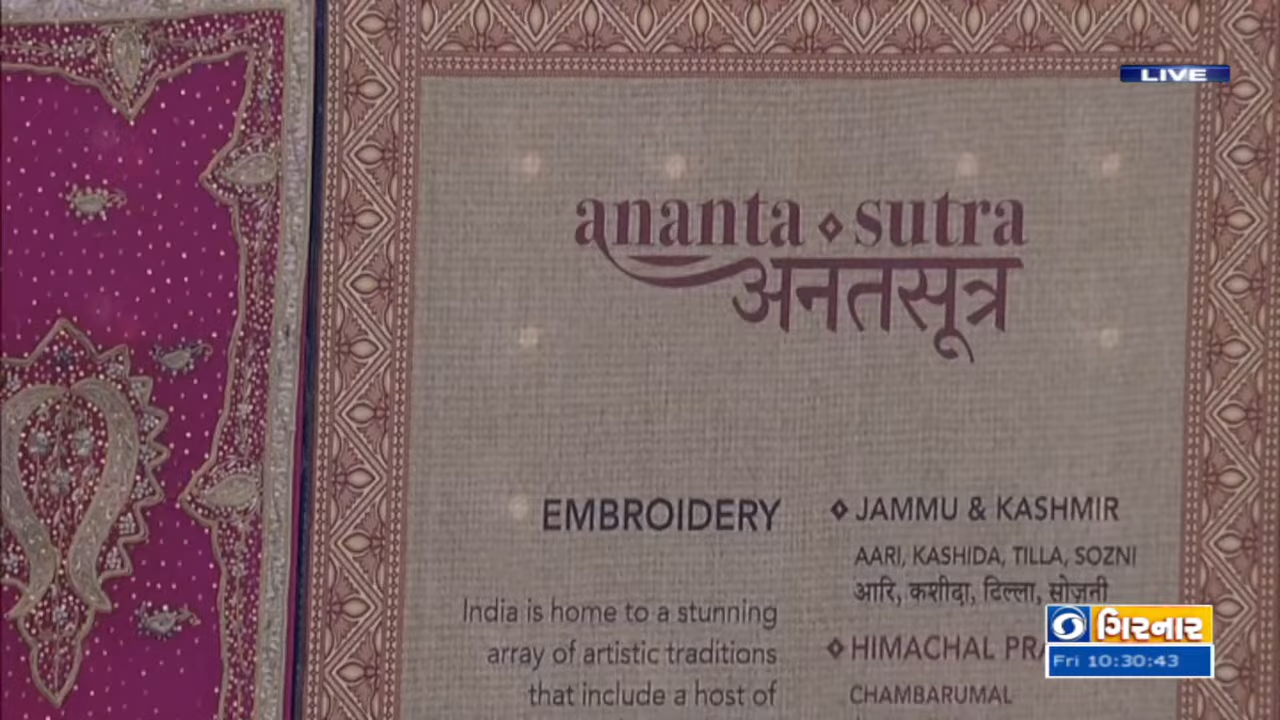 LIVE
ananta sutra
अनतसूत्र
EMBROIDERY
India is home to a stunning
array of artistic traditions
that include a host of
JAMMU & KASHMIR
AARI, KASHIDA, TILLA, SOZNI
आरि, कशीदा, टिल्ला, सोज़नी
HIMACHAL PRA
CHAMBARUMAL
ગિરનાર
Fri 10:30:43